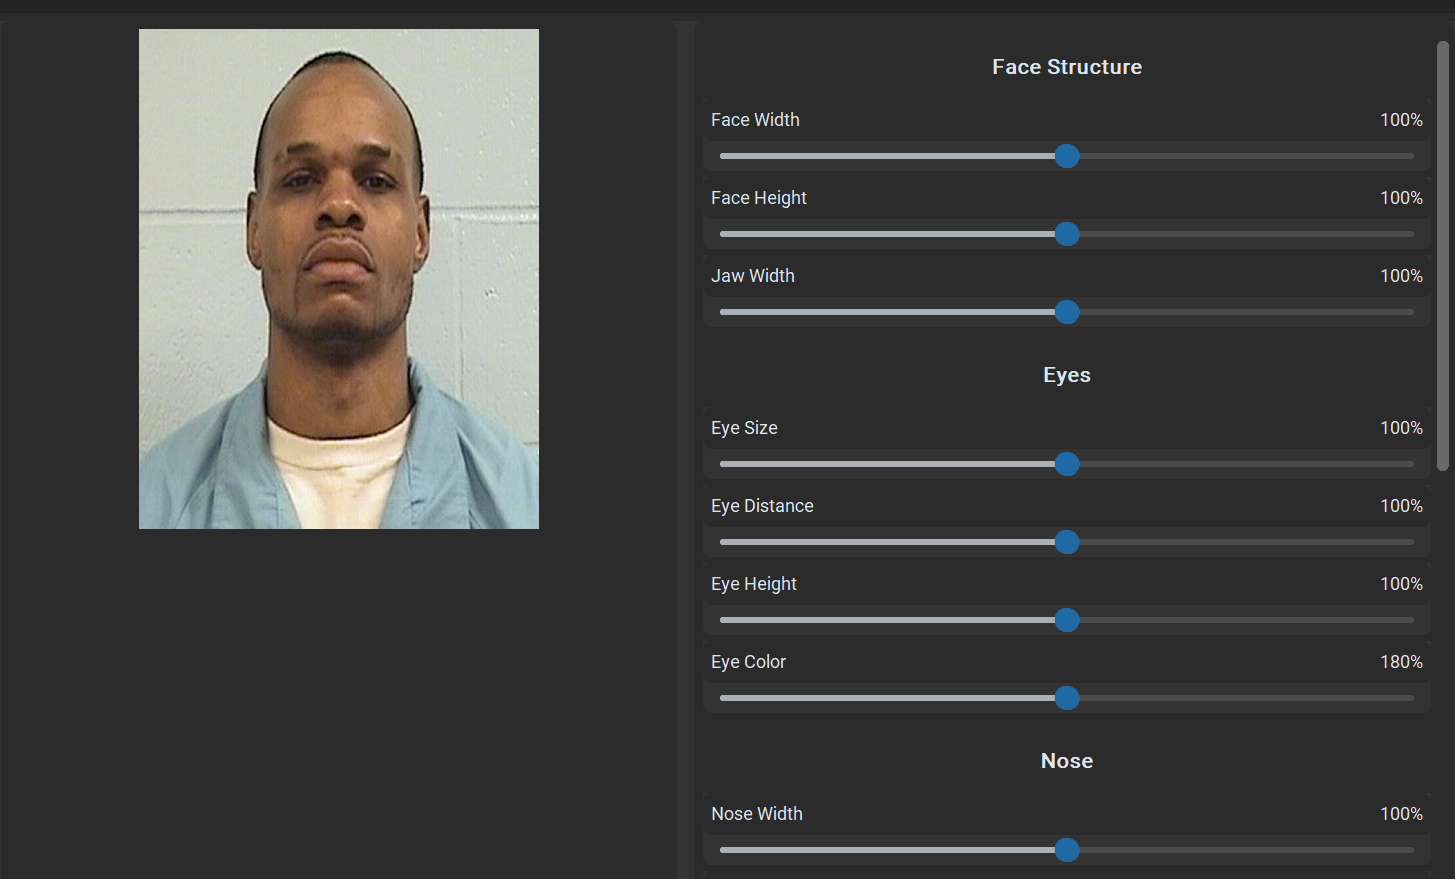 Face Structure
Face Width 100%
Face Height 100%
Jaw Width 100%
Eyes
Eye Size 100%
Eye Distance 100%
Eye Height 100%
Eye Color 180%
Nose
Nose Width 100%